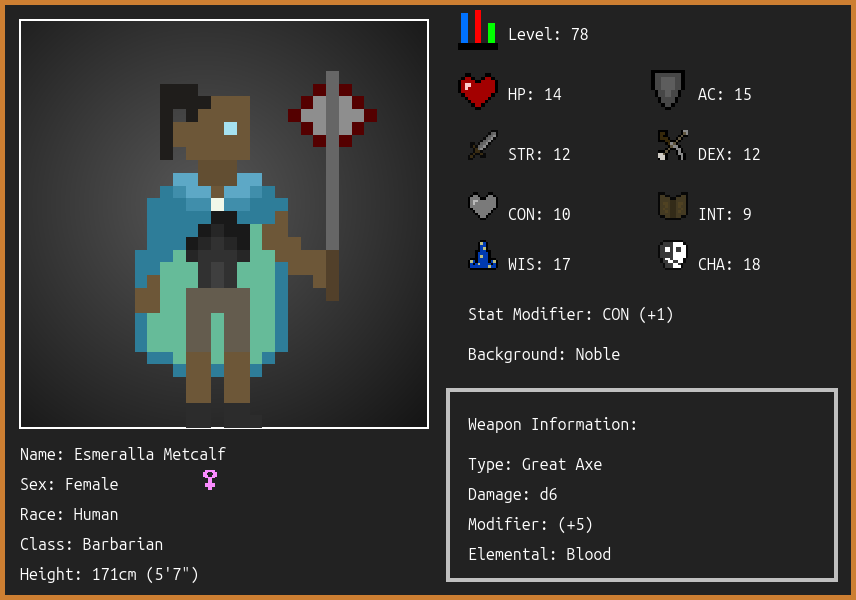 Level: 78
HP: 14
AC: 15
STR: 12
DEX: 12
CON: 10
INT: 9
WIS: 17
CHA: 18
Stat Modifier: CON (+1)
Background: Noble
Weapon Information:
Type: Great Axe
Damage: d6
Modifier: (+5)
Elemental: Blood
Name: Esmeralla Metcalf
Sex: Female
Race: Human
Class: Barbarian
Height: 171cm (5'7")